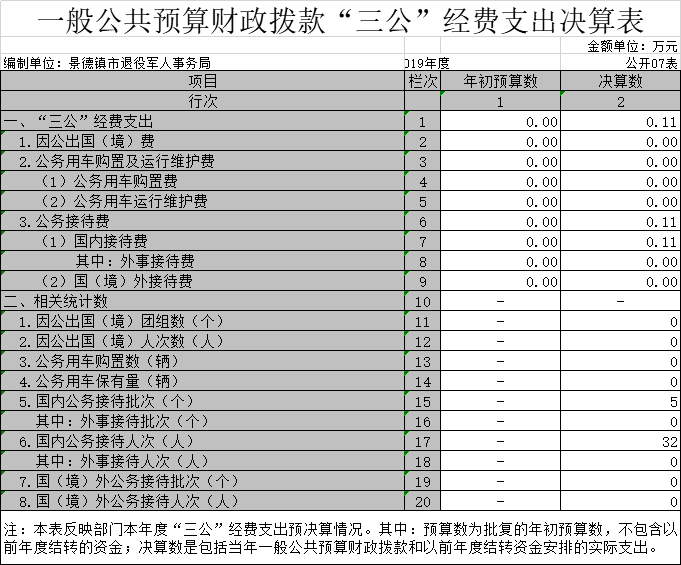 一般公共预算财政拨款“三公”经费支出决算表
金额单位：万元
编制单位：景德镇市退役军人事务局 019年度 公开07表
项目 栏次 年初预算数 决算数
行次 1 2
一、“三公”经费支出 1 0.00 0.11
1.因公出国（境）费 2 0.00 0.00
2.公务用车购置及运行维护费 3 0.00 0.00
（1）公务用车购置费 4 0.00 0.00
（2）公务用车运行维护费 5 0.00 0.00
3.公务接待费 6 0.00 0.11
（1）国内接待费 7 0.00 0.11
其中：外事接待费 8 0.00 0.00
（2）国（境）外接待费 9 0.00 0.00
二、相关统计数 10 - -
1.因公出国（境）团组数（个） 11 - 0
2.因公出国（境）人次数（人） 12 - 0
3.公务用车购置数（辆） 13 - 0
4.公务用车保有量（辆） 14 - 0
5.国内公务接待批次（个） 15 - 5
其中：外事接待批次（个） 16 - 0
6.国内公务接待人次（人） 17 - 32
其中：外事接待人次（人） 18 - 0
7.国（境）外公务接待批次（个） 19 - 0
8.国（境）外公务接待人次（人） 20 - 0
注：本表反映部门本年度“三公”经费支出预决算情况。其中：预算数为批复的年初预算数，不包含以
前年度结转的资金；决算数是包括当年一般公共预算财政拨款和以前年度结转资金安排的实际支出。